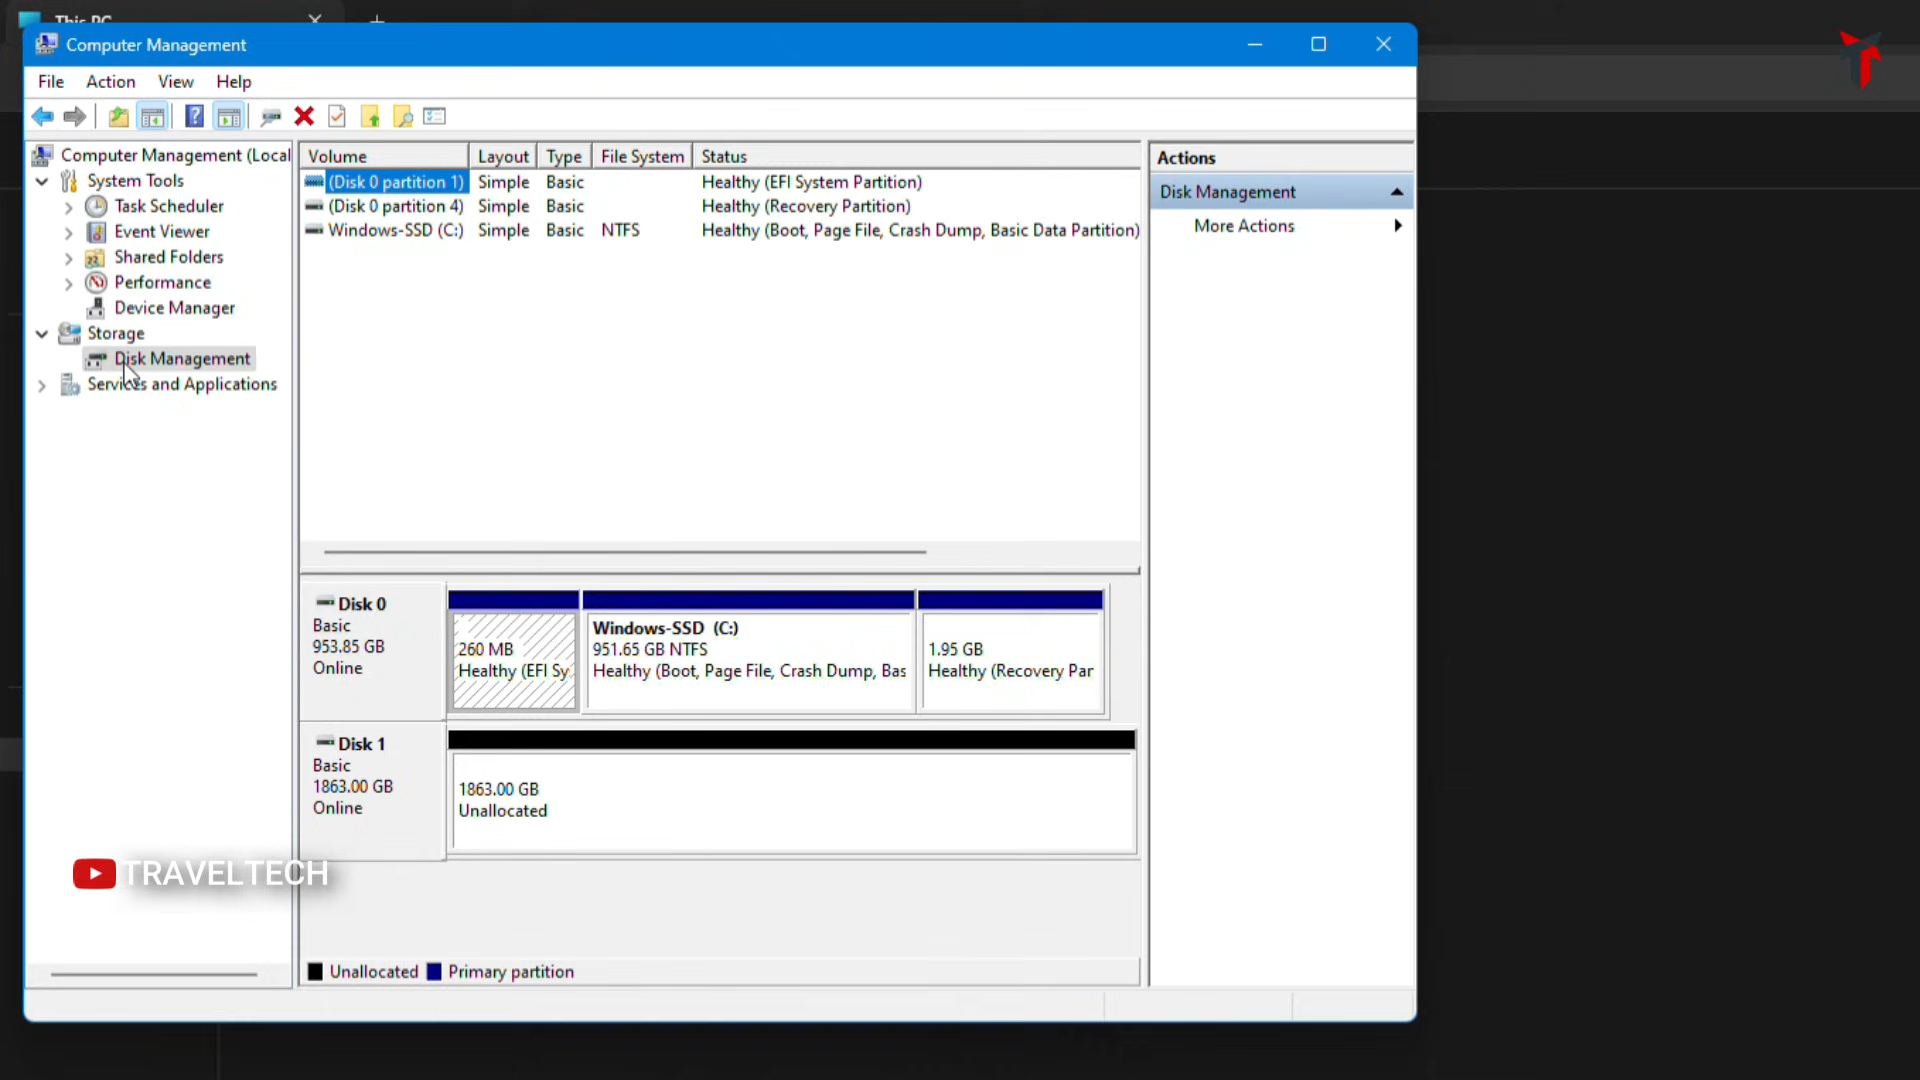 This PC
Computer Management
File Action View Help
Computer Management (Local
System Tools
Task Scheduler
Event Viewer
Shared Folders
Performance
Device Manager
Storage
Disk Management
Services and Applications
Volume Layout Type File System Status
(Disk 0 partition 1) Simple Basic Healthy (EFI System Partition)
(Disk 0 partition 4) Simple Basic Healthy (Recovery Partition)
Windows-SSD (C:) Simple Basic NTFS Healthy (Boot, Page File, Crash Dump, Basic Data Partition)
Actions
Disk Management
More Actions
Disk 0
Basic
953.85 GB
Online
260 MB
Healthy (EFI Sy
Windows-SSD (C:)
951.65 GB NTFS
Healthy (Boot, Page File, Crash Dump, Bas
1.95 GB
Healthy (Recovery Par
Disk 1
Basic
1863.00 GB
Online
1863.00 GB
Unallocated
TRAVELTECH
Unallocated Primary partition